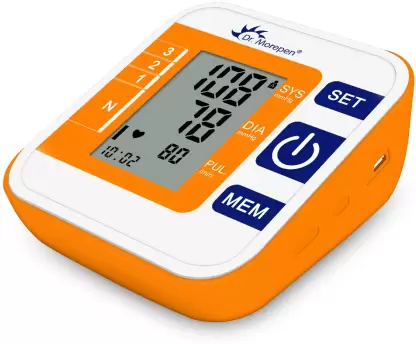 Dr. Morepen®
3
2
1
N
108
SYS
mmHg
78
DIA
mmHg
80
PUL
/min
10:02
SET
MEM